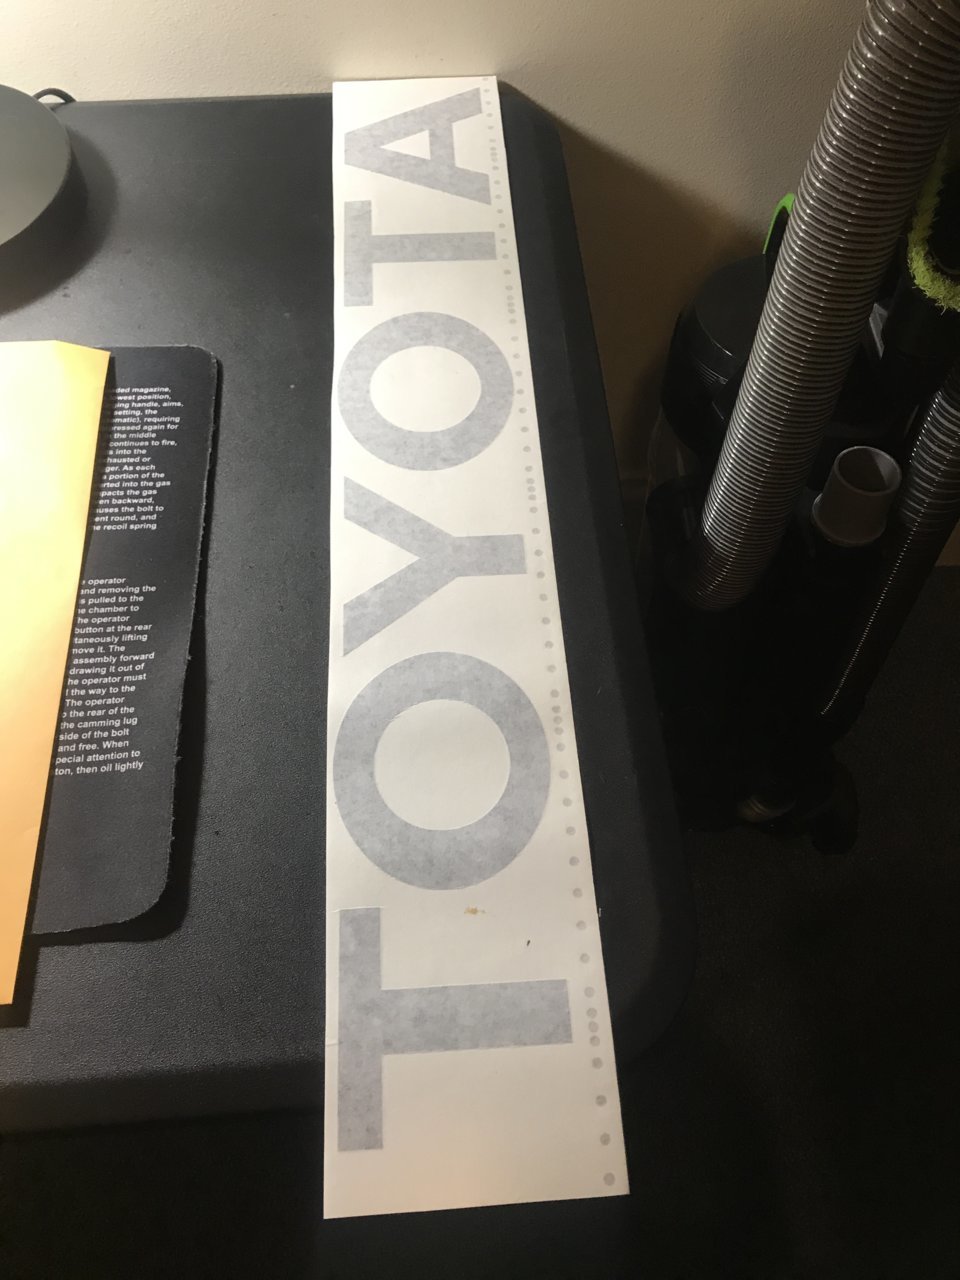 TOYOTA
ded magazine,
west position,
ging handle, aims,
setting, the
omatic), requiring
ressed again for
the middle
continues to fire,
s into the
hausted or
ger. As each
portion of the
rted into the gas
pacts the gas
en backward,
auses the bolt to
ent round, and
e recoil spring
operator
and removing the
s pulled to the
e chamber to
he operator
button at the rear
taneously lifting
move it. The
assembly forward
drawing it out of
he operator must
l the way to the
The operator
o the rear of the
the camming lug
side of the bolt
and free. When
pecial attention to
ton, then oil lightly